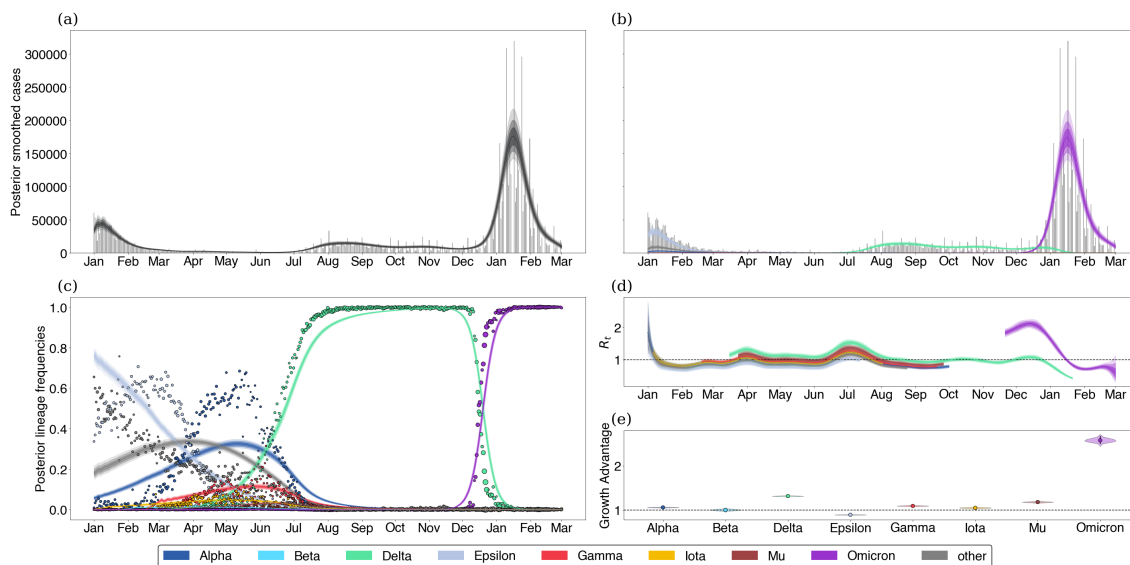 (a)
Posterior smoothed cases
300000
250000
200000
150000
100000
50000
0
Jan Feb Mar Apr May Jun Jul Aug Sep Oct Nov Dec Jan Feb Mar
(b)
Jan Feb Mar Apr May Jun Jul Aug Sep Oct Nov Dec Jan Feb Mar
(c)
Posterior lineage frequencies
1.0
0.8
0.6
0.4
0.2
0.0
Jan Feb Mar Apr May Jun Jul Aug Sep Oct Nov Dec Jan Feb Mar
(d)
Rt
2
1
Jan Feb Mar Apr May Jun Jul Aug Sep Oct Nov Dec Jan Feb Mar
(e)
Growth Advantage
2
1
Alpha Beta Delta Epsilon Gamma Iota Mu Omicron
Alpha Beta Delta Epsilon Gamma Iota Mu Omicron other